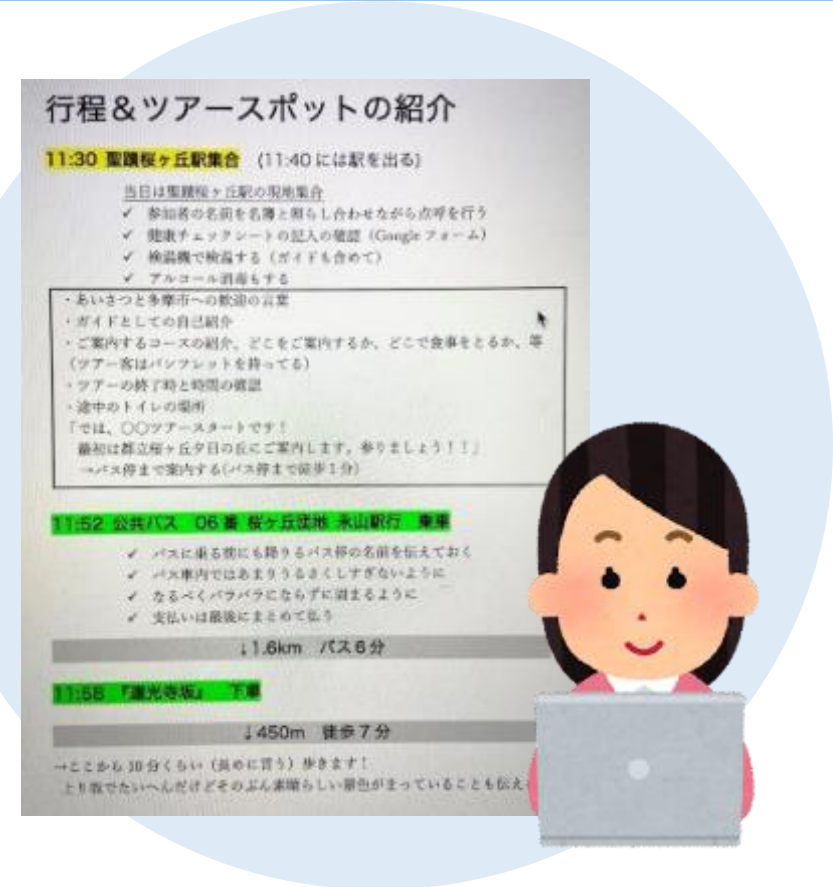 行程&ツアースポットの紹介
11:30 聖蹟桜ヶ丘駅集合 (11:40には駅を出る)
当日は聖蹟桜ヶ丘駅の現地集合
✓ 参加者の名前を名簿と照らし合わせながら点呼を行う
✓ 健康チェックシートの記入の確認（Googleフォーム）
✓ 検温機で検温する（ガイドも含めて）
✓ アルコール消毒もする
・あいさつと多摩市への歓迎の言葉
・ガイドとしての自己紹介
・ご案内するコースの紹介、どこをご案内するか、どこで食事をとるか、等
（ツアー客はパンフレットを持ってる）
・ツアーの終了時と時間の確認
・途中のトイレの場所
「では、〇〇ツアースタートです！
最初は都立桜ヶ丘夕日の丘にご案内します。参りましょう！！」
→バス停まで案内する(バス停まで徒歩1分)
11:52 公共バス 06番 桜ヶ丘団地 永山駅行 乗車
✓ バスに乗る前にも降りるバス停の名前を伝えておく
✓ バス車内ではあまりうるさくしすぎないように
✓ なるべくバラバラにならずに固まるように
✓ 支払いは最後にまとめて払う
↓1.6km バス6分
11:58 下車
↓450m 徒歩7分
→ここから10分くらい（長めに言う）歩きます！
でたいへんだけどそのぶん素晴らしい景色がまっていることも伝え